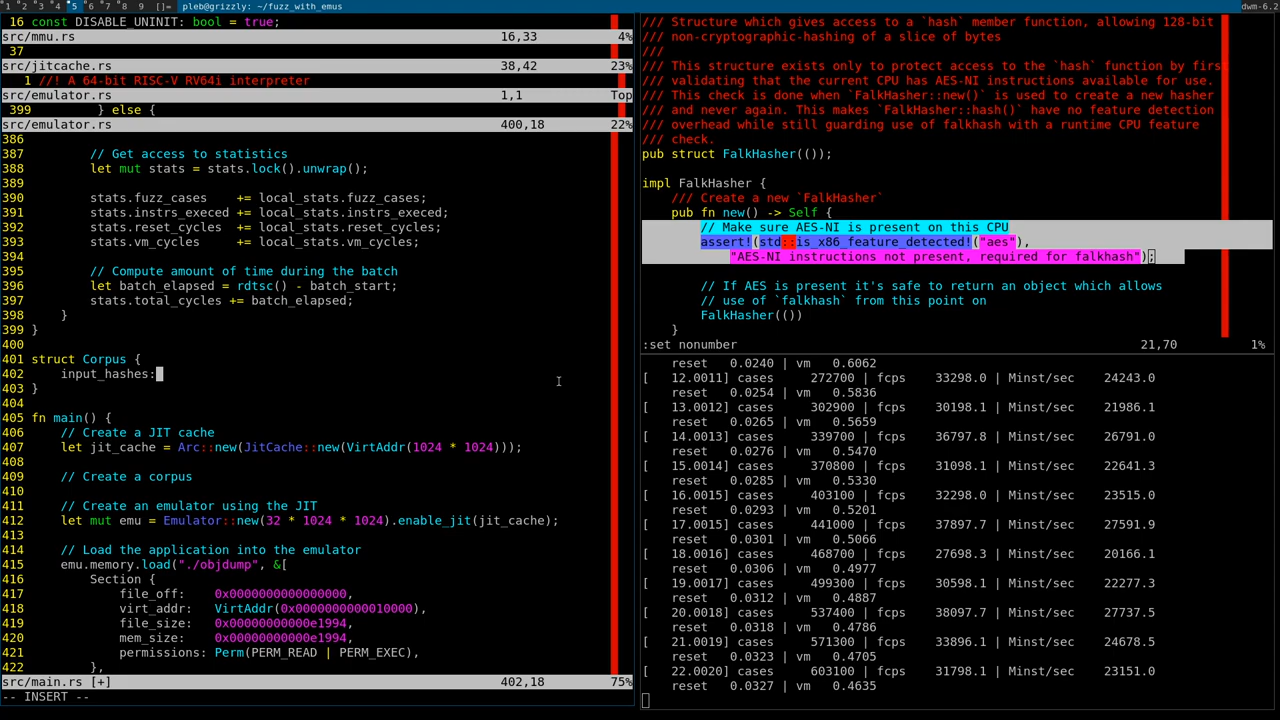 1 2 3 4 5 6 7 8 9 []= pleb@grizzly: ~/fuzz_with_emus dwm-6.2
16 const DISABLE_UNINIT: bool = true;
src/mmu.rs 16,33 4%
37
src/jitcache.rs 38,42 23%
1 //! A 64-bit RISC-V RV64i interpreter
src/emulator.rs 1,1 Top
399 } else {
src/emulator.rs 400,18 22%
386
387 // Get access to statistics
388 let mut stats = stats.lock().unwrap();
389
390 stats.fuzz_cases += local_stats.fuzz_cases;
391 stats.instrs_execed += local_stats.instrs_execed;
392 stats.reset_cycles += local_stats.reset_cycles;
393 stats.vm_cycles += local_stats.vm_cycles;
394
395 // Compute amount of time during the batch
396 let batch_elapsed = rdtsc() - batch_start;
397 stats.total_cycles += batch_elapsed;
398 }
399 }
400
401 struct Corpus {
402 input_hashes:
403 }
404
405 fn main() {
406 // Create a JIT cache
407 let jit_cache = Arc::new(JitCache::new(VirtAddr(1024 * 1024)));
408
409 // Create a corpus
410
411 // Create an emulator using the JIT
412 let mut emu = Emulator::new(32 * 1024 * 1024).enable_jit(jit_cache);
413
414 // Load the application into the emulator
415 emu.memory.load("./objdump", &[
416 Section {
417 file_off: 0x0000000000000000,
418 virt_addr: VirtAddr(0x0000000000010000),
419 file_size: 0x00000000000e1994,
420 mem_size: 0x00000000000e1994,
421 permissions: Perm(PERM_READ | PERM_EXEC),
422 },
src/main.rs [+] 402,18 75%
-- INSERT --
/// Structure which gives access to a `hash` member function, allowing 128-bit
/// non-cryptographic-hashing of a slice of bytes
///
/// This structure exists only to protect access to the `hash` function by first
/// validating that the current CPU has AES-NI instructions available for use.
/// This check is done when `FalkHasher::new()` is used to create a new hasher
/// and never again. This makes `FalkHasher::hash()` have no feature detection
/// overhead while still guarding use of falkhash with a runtime CPU feature
/// check.
pub struct FalkHasher(());
impl FalkHasher {
/// Create a new `FalkHasher`
pub fn new() -> Self {
// Make sure AES-NI is present on this CPU
assert!(std::is_x86_feature_detected!("aes"),
"AES-NI instructions not present, required for falkhash");
// If AES is present it's safe to return an object which allows
// use of `falkhash` from this point on
FalkHasher(())
}
:set nonumber 21,70 1%
reset 0.0240 | vm 0.6062
[ 12.0011] cases 272700 | fcps 33298.0 | Minst/sec 24243.0
reset 0.0254 | vm 0.5836
[ 13.0012] cases 302900 | fcps 30198.1 | Minst/sec 21986.1
reset 0.0265 | vm 0.5659
[ 14.0013] cases 339700 | fcps 36797.8 | Minst/sec 26791.0
reset 0.0276 | vm 0.5470
[ 15.0014] cases 370800 | fcps 31098.1 | Minst/sec 22641.3
reset 0.0285 | vm 0.5330
[ 16.0015] cases 403100 | fcps 32298.0 | Minst/sec 23515.0
reset 0.0293 | vm 0.5201
[ 17.0015] cases 441000 | fcps 37897.7 | Minst/sec 27591.9
reset 0.0301 | vm 0.5066
[ 18.0016] cases 468700 | fcps 27698.3 | Minst/sec 20166.1
reset 0.0306 | vm 0.4977
[ 19.0017] cases 499300 | fcps 30598.1 | Minst/sec 22277.3
reset 0.0312 | vm 0.4887
[ 20.0018] cases 537400 | fcps 38097.7 | Minst/sec 27737.5
reset 0.0318 | vm 0.4786
[ 21.0019] cases 571300 | fcps 33896.1 | Minst/sec 24678.5
reset 0.0323 | vm 0.4705
[ 22.0020] cases 603100 | fcps 31798.1 | Minst/sec 23151.0
reset 0.0327 | vm 0.4635